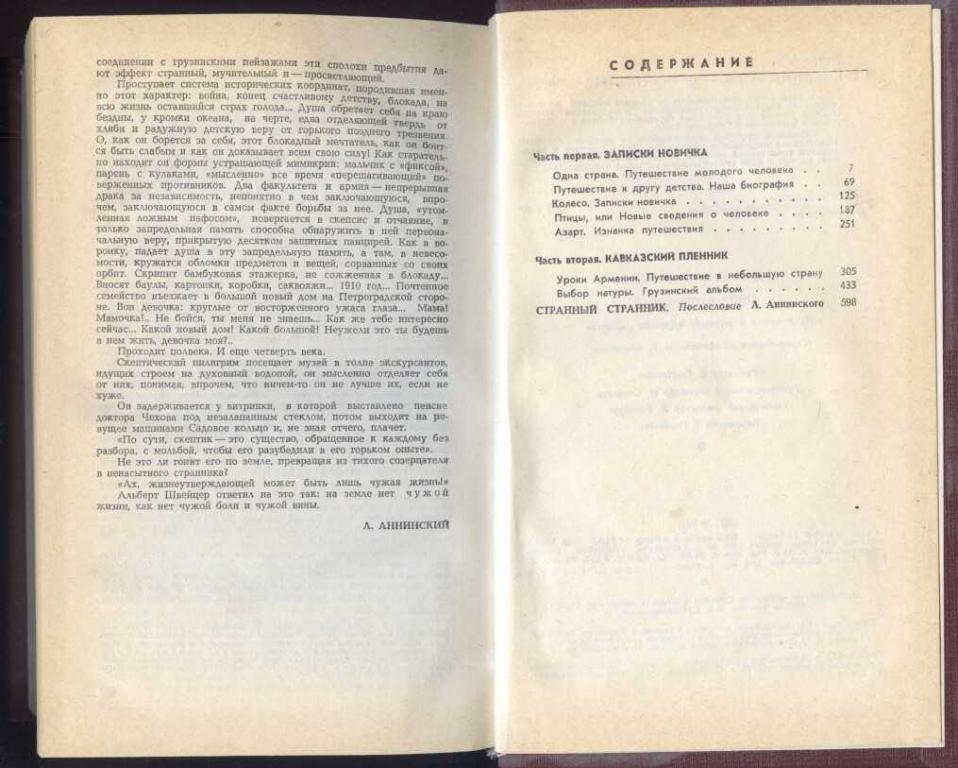 соединении с грузинскими пейзажами эти сполохи предбытия да-
ют эффект странный, мучительный и — просветляющий.
Проступает система исторических координат, породившая имен-
но этот характер: война, конец счастливому детству, блокада, на
всю жизнь оставшийся страх голода... Душа обретает себя на краю
бездны, у кромки океана, на черте, едва отделяющей твердь от
хляби и радужную детскую веру от горького позднего трезвения.
О, как он борется за себя, этот блокадный мечтатель, как он боит-
ся быть слабым и как он доказывает всем свою силу! Как старатель-
но находит он формы устрашающей мимикрии: мальчик с «фиксой»,
парень с кулаками, «мысленно» все время «перешагивающий» по-
верженных противников. Два факультета и армия — непрерывная
драка за независимость, непонятно в чем заключающуюся, впро-
чем, заключающуюся в самом факте борьбы за нее. Душа, «утом-
ленная ложным пафосом», повергается в скепсис и отчаяние, и
только запредельная память способна обнаружить в ней первона-
чальную веру, прикрытую десятком защитных панцирей. Как в во-
ронку, падает душа в эту запредельную память, а там, в невесо-
мости, кружатся обломки предметов и вещей, сорванных со своих
орбит. Скрипит бамбуковая этажерка, не сожженная в блокаду...
Вносят баулы, картонки, коробки, саквояжи... 1910 год... Почтенное
семейство въезжает в большой новый дом на Петроградской сторо-
не. Вон девочка: круглые от восторженного ужаса глаза... Мама!
Мамочка!.. Не бойся, ты меня не знаешь... Как же тебе интересно
сейчас... Какой новый дом! Какой большой! Неужели это ты будешь
в нем жить, девочка моя?..
Проходит полвека. И еще четверть века.
Скептический пилигрим посещает музей в толпе экскурсантов,
идущих строем на духовный водопой, он мысленно отделяет себя
от них, понимая, впрочем, что ничем-то он не лучше их, если не
хуже.
Он задерживается у витринки, в которой выставлено пенсне
доктора Чехова под незалапанным стеклом, потом выходит на ре-
вущее машинами Садовое кольцо и, не зная отчего, плачет.
«По сути, скептик — это существо, обращенное к каждому без
разбора, с мольбой, чтобы его разубедили в его горьком опыте».
Не это ли гонит его по земле, превращая из тихого созерцателя
в ненасытного странника?
«Ах, жизнеутверждающей может быть лишь чужая жизнь!»
Альберт Швейцер ответил на это так: на земле нет чужой
жизни, как нет чужой боли и чужой вины.
Л. АННИНСКИЙ
СОДЕРЖАНИЕ
Часть первая. ЗАПИСКИ НОВИЧКА
Одна страна. Путешествие молодого человека . . 7
Путешествие к другу детства. Наша биография . . 69
Колесо. Записки новичка . . . . . . . . . . 125
Птицы, или Новые сведения о человеке . . . . 187
Азарт. Изнанка путешествия . . . . . . . . . 251
Часть вторая. КАВКАЗСКИЙ ПЛЕННИК
Уроки Армении. Путешествие в небольшую страну 305
Выбор натуры. Грузинский альбом . . . . . . 433
СТРАННЫЙ СТРАННИК. Послесловие Л. Аннинского 598